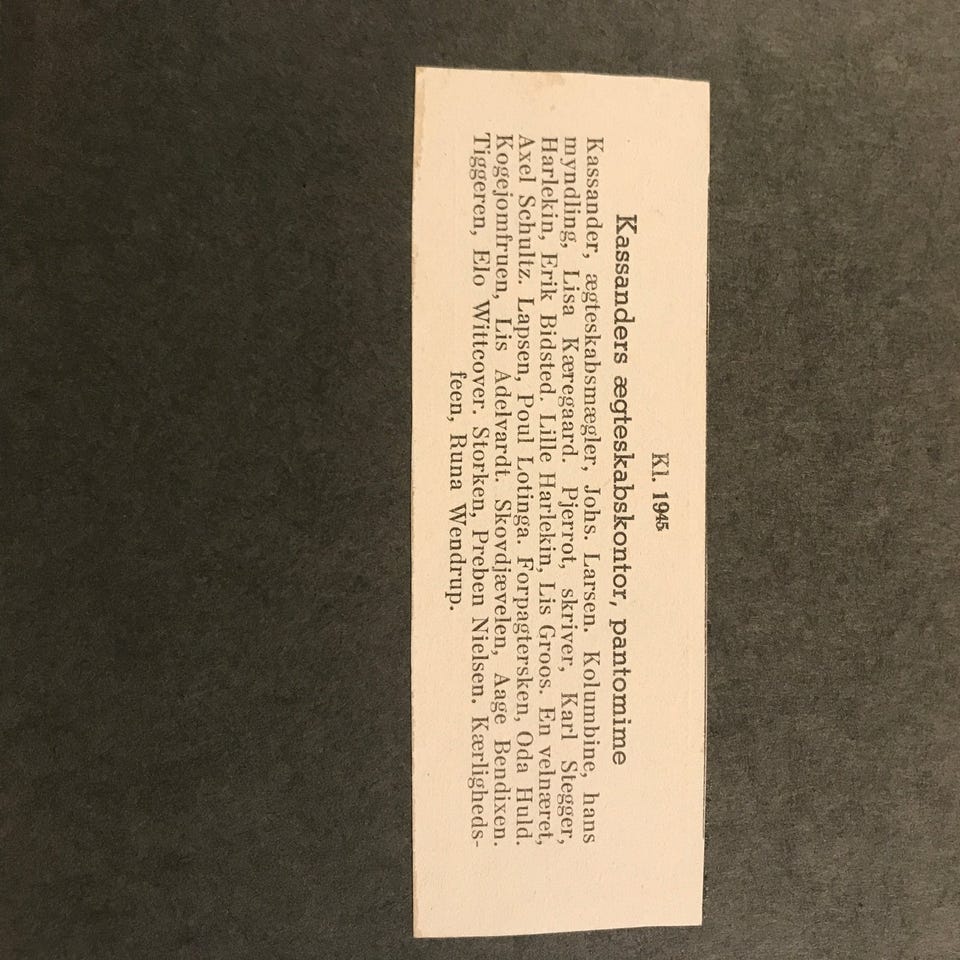 Kl. 1945
Kassanders ægteskabskontor, pantomime
Kassander, ægteskabsmægler, Johs. Larsen. Kolumbine, hans
myndling, Lisa Kæregaard. Pjerrot, skriver, Karl Stegger,
Harlekin, Erik Bidsted. Lille Harlekin, Lis Groos. En velnæret,
Axel Schultz. Lapsen, Poul Lotinga. Forpagtersken, Oda Huld.
Kogejomfruen, Lis Adelvardt. Skovdjævelen, Aage Bendixen.
Tiggeren, Elo Wittcover. Storken, Preben Nielsen. Kærligheds-
feen, Runa Wendrup.